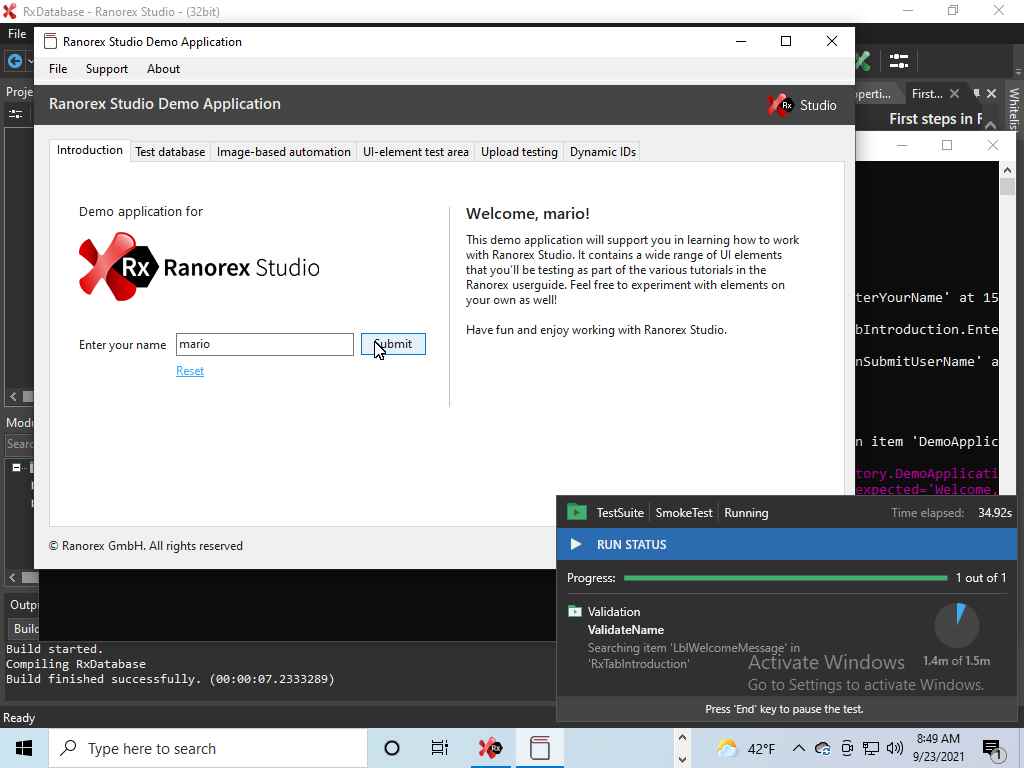 RxDatabase - Ranorex Studio - (32bit)
File
Ranorex Studio Demo Application
File Support About
Ranorex Studio Demo Application
Rx Studio
Introduction Test database Image-based automation UI-element test area Upload testing Dynamic IDs
Demo application for
Rx Ranorex Studio
Enter your name mario Submit
Reset
Welcome, mario!
This demo application will support you in learning how to work
with Ranorex Studio. It contains a wide range of UI elements
that you'll be testing as part of the various tutorials in the
Ranorex userguide. Feel free to experiment with elements on
your own as well!
Have fun and enjoy working with Ranorex Studio.
© Ranorex GmbH. All rights reserved
Proje
Modu
Searc
Outpu
Build
Build started.
Compiling RxDatabase
Build finished successfully. (00:00:07.2333289)
Ready
operti... First...
Whitelis
First steps in R
terYourName' at 15
bIntroduction.Ente
nSubmitUserName' a
n item 'DemoApplic
tory.DemoApplicati
expected='Welcome,
TestSuite SmokeTest Running Time elapsed: 34.92s
RUN STATUS
Progress: 1 out of 1
Validation
ValidateName
Searching item 'LblWelcomeMessage' in
'RxTabIntroduction'
1.4m of 1.5m
Activate Windows
Go to Settings to activate Windows.
Press 'End' key to pause the test.
Type here to search
Rx
42°F
8:49 AM
9/23/2021
1